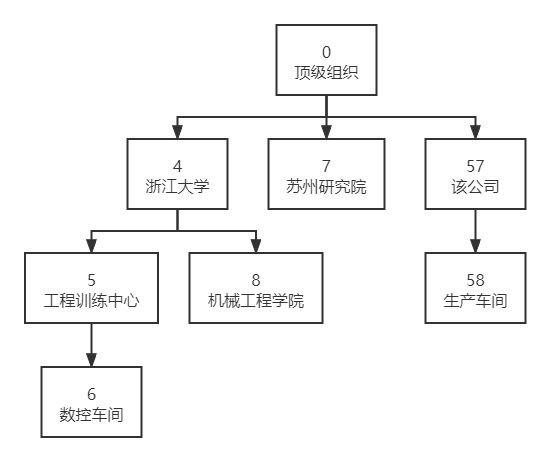 0
顶级组织
4
浙江大学
7
苏州研究院
57
该公司
5
工程训练中心
8
机械工程学院
58
生产车间
6
数控车间